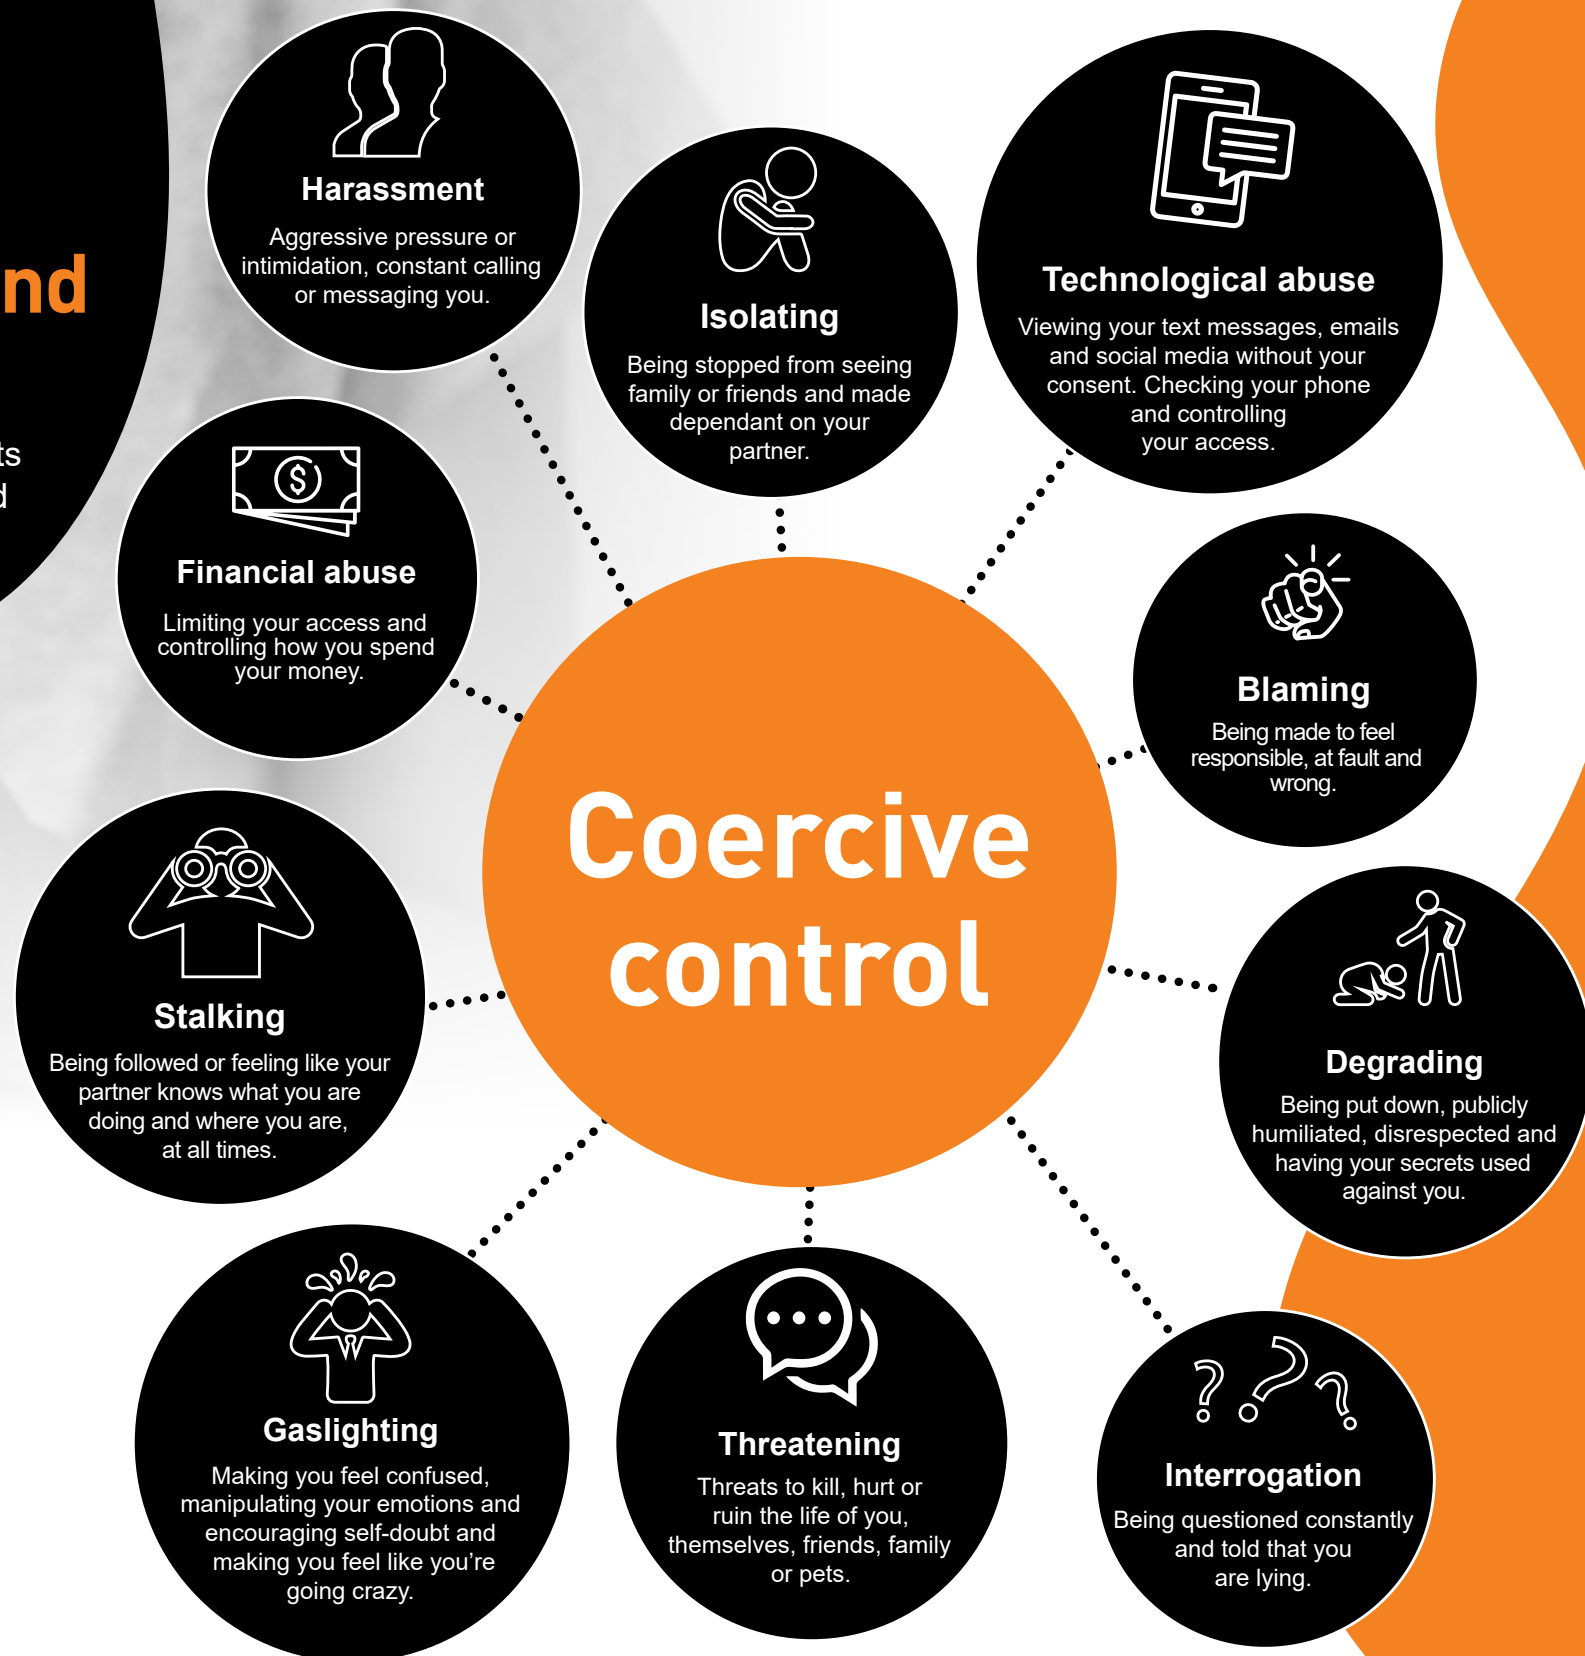 nd
ts
d
Harassment
Aggressive pressure or
intimidation, constant calling
or messaging you.
Isolating
Being stopped from seeing
family or friends and made
dependant on your
partner.
Technological abuse
Viewing your text messages, emails
and social media without your
consent. Checking your phone
and controlling
your access.
Financial abuse
Limiting your access and
controlling how you spend
your money.
Blaming
Being made to feel
responsible, at fault and
wrong.
Coercive
control
Stalking
Being followed or feeling like your
partner knows what you are
doing and where you are,
at all times.
Degrading
Being put down, publicly
humiliated, disrespected and
having your secrets used
against you.
Gaslighting
Making you feel confused,
manipulating your emotions and
encouraging self-doubt and
making you feel like you’re
going crazy.
Threatening
Threats to kill, hurt or
ruin the life of you,
themselves, friends, family
or pets.
Interrogation
Being questioned constantly
and told that you
are lying.